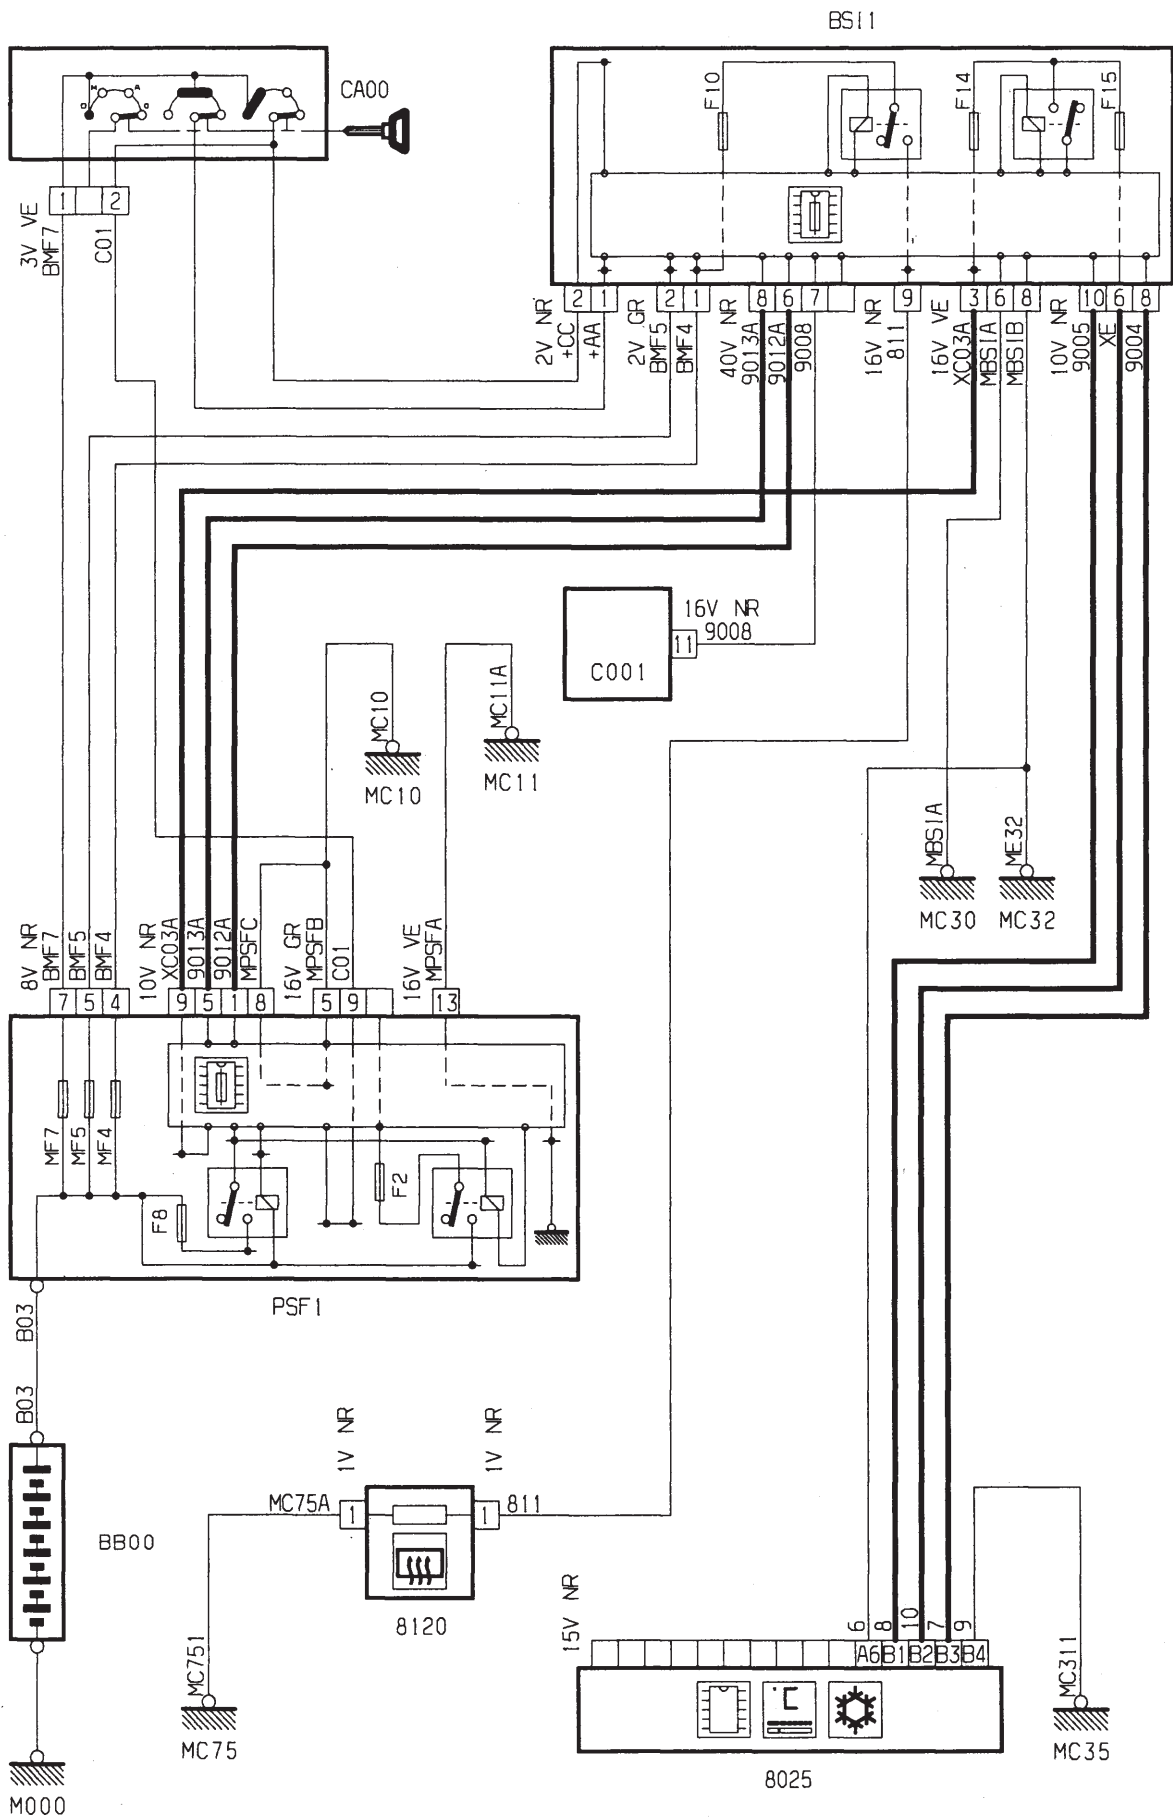 BSI1
CA00
F10
F14
F15
1 2
3V VE
BMF7
C01
2 1
2V NR
+CC
+AA
2 1
2V GR
BMF5
BMF4
8 6 7
40V NR
9013A
9012A
9008
9
16V NR
811
3 6 8
16V VE
XC03A
MBS1A
MBS1B
10 6 8
10V NR
9005
XE
9004
C001
11
16V NR
9008
MC10
MC10
MC11A
MC11
MBS1A
MC30
ME32
MC32
8V NR
BMF7
BMF5
BMF4
7 5 4
10V NR
XC03A
9013A
9012A
MPSFC
9 5 1 8
16V GR
MPSFB
C01
5 9
16V VE
MPSFA
13
MF7
MF5
MF4
F8
F2
PSF1
B03
B03
BB00
M000
1V NR
1V NR
MC75A
1
1
811
8120
MC751
MC75
15V NR
6 8 10 7 9
A6 B1 B2 B3 B4
°C
8025
MC311
MC35